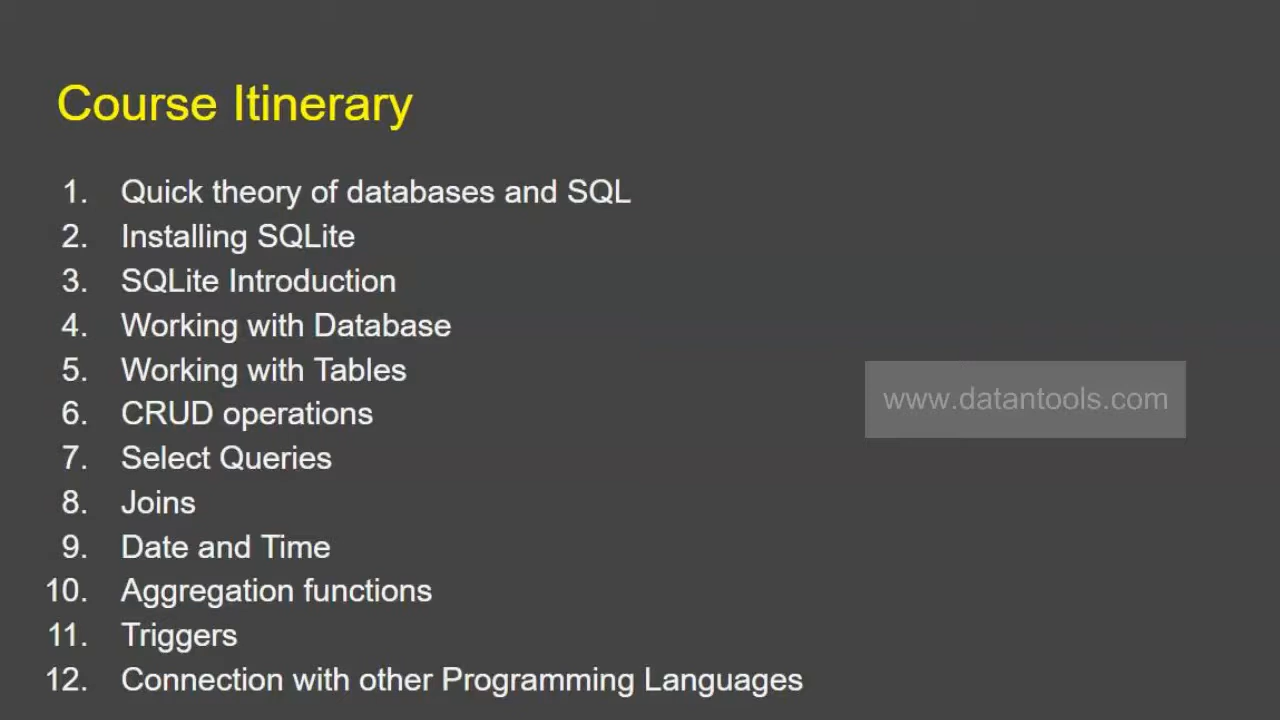 Course Itinerary
1. Quick theory of databases and SQL
2. Installing SQLite
3. SQLite Introduction
4. Working with Database
5. Working with Tables
6. CRUD operations
7. Select Queries
8. Joins
9. Date and Time
10. Aggregation functions
11. Triggers
12. Connection with other Programming Languages
www.datantools.com